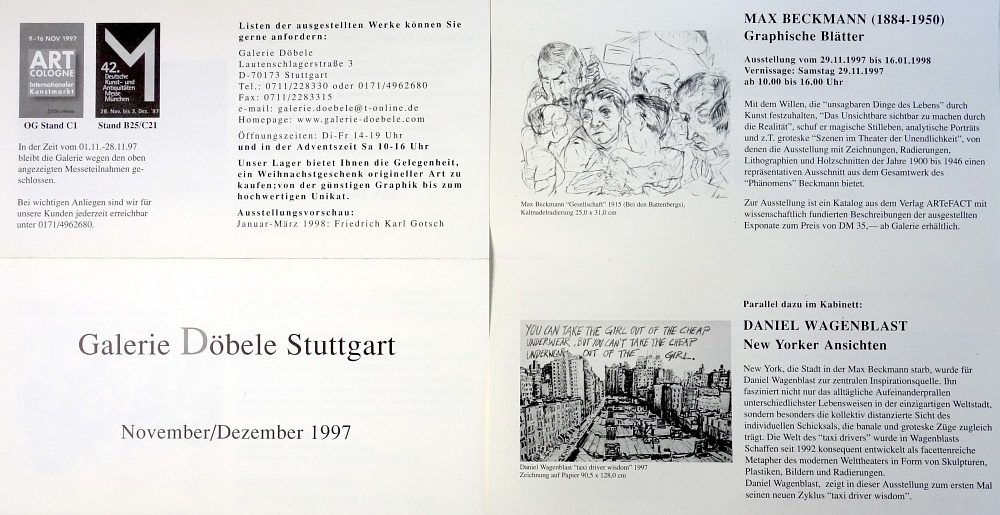 9–16 NOV 1997
ART
COLOGNE
Internationaler
Kunstmarkt
OG Stand C1
42.
Deutsche
Kunst- und
Antiquitäten
Messe
München
28. Nov. bis 3. Dez. '97
Stand B25/C21
In der Zeit vom 01.11.-28.11.97
bleibt die Galerie wegen den oben
angezeigten Messeteilnahmen ge-
schlossen.
Bei wichtigen Anliegen sind wir für
unsere Kunden jederzeit erreichbar
unter 0171/4962680.
Listen der ausgestellten Werke können Sie
gerne anfordern:
Galerie Döbele
Lautenschlagerstraße 3
D-70173 Stuttgart
Tel.: 0711/228330 oder 0171/4962680
Fax: 0711/2283315
e-mail: galerie.doebele@t-online.de
Homepage: www.galerie-doebele.com
Öffnungszeiten: Di-Fr 14-19 Uhr
und in der Adventszeit Sa 10-16 Uhr
Unser Lager bietet Ihnen die Gelegenheit,
ein Weihnachtsgeschenk origineller Art zu
kaufen;von der günstigen Graphik bis zum
hochwertigen Unikat.
Ausstellungsvorschau:
Januar-März 1998: Friedrich Karl Gotsch
Galerie Döbele Stuttgart
November/Dezember 1997
Max Beckmann "Gesellschaft" 1915 (Bei den Battenbergs),
Kaltnadelradierung 25,0 x 31,0 cm
MAX BECKMANN (1884-1950)
Graphische Blätter
Ausstellung vom 29.11.1997 bis 16.01.1998
Vernissage: Samstag 29.11.1997
ab 10.00 bis 16.00 Uhr
Mit dem Willen, die "unsagbaren Dinge des Lebens" durch
Kunst festzuhalten, "Das Unsichtbare sichtbar zu machen durch
die Realität", schuf er magische Stilleben, analytische Porträts
und z.T. groteske "Szenen im Theater der Unendlichkeit", von
denen die Ausstellung mit Zeichnungen, Radierungen,
Lithographien und Holzschnitten der Jahre 1900 bis 1946 einen
repräsentativen Ausschnitt aus dem Gesamtwerk des
"Phänomens" Beckmann bietet.
Zur Ausstellung ist ein Katalog aus dem Verlag ARTeFACT mit
wissenschaftlich fundierten Beschreibungen der ausgestellten
Exponate zum Preis von DM 35,— ab Galerie erhältlich.
YOU CAN TAKE THE GIRL OUT OF THE CHEAP
UNDERWEAR, BUT YOU CAN'T TAKE THE CHEAP
UNDERWEAR OUT OF THE GIRL.
Daniel Wagenblast "taxi driver wisdom" 1997
Zeichnung auf Papier 90,5 x 128,0 cm
Parallel dazu im Kabinett:
DANIEL WAGENBLAST
New Yorker Ansichten
New York, die Stadt in der Max Beckmann starb, wurde für
Daniel Wagenblast zur zentralen Inspirationsquelle. Ihn
fasziniert nicht nur das alltägliche Aufeinanderprallen
unterschiedlichster Lebensweisen in der einzigartigen Weltstadt,
sondern besonders die kollektiv distanzierte Sicht des
individuellen Schicksals, die banale und groteske Züge zugleich
trägt. Die Welt des "taxi drivers" wurde in Wagenblasts
Schaffen seit 1992 konsequent entwickelt als facettenreiche
Metapher des modernen Welttheaters in Form von Skulpturen,
Plastiken, Bildern und Radierungen.
Daniel Wagenblast, zeigt in dieser Ausstellung zum ersten Mal
seinen neuen Zyklus "taxi driver wisdom".